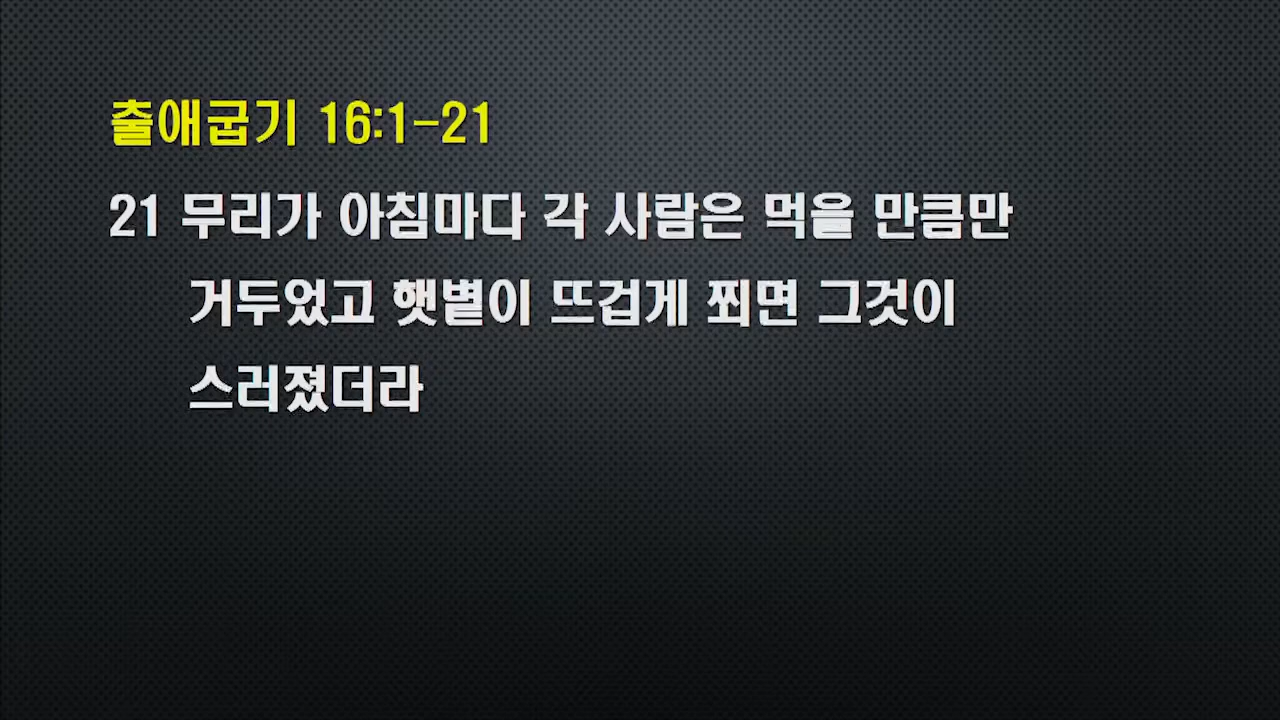 출애굽기 16:1-21
21 무리가 아침마다 각 사람은 먹을 만큼만
거두었고 햇볕이 뜨겁게 쬐면 그것이
스러졌더라